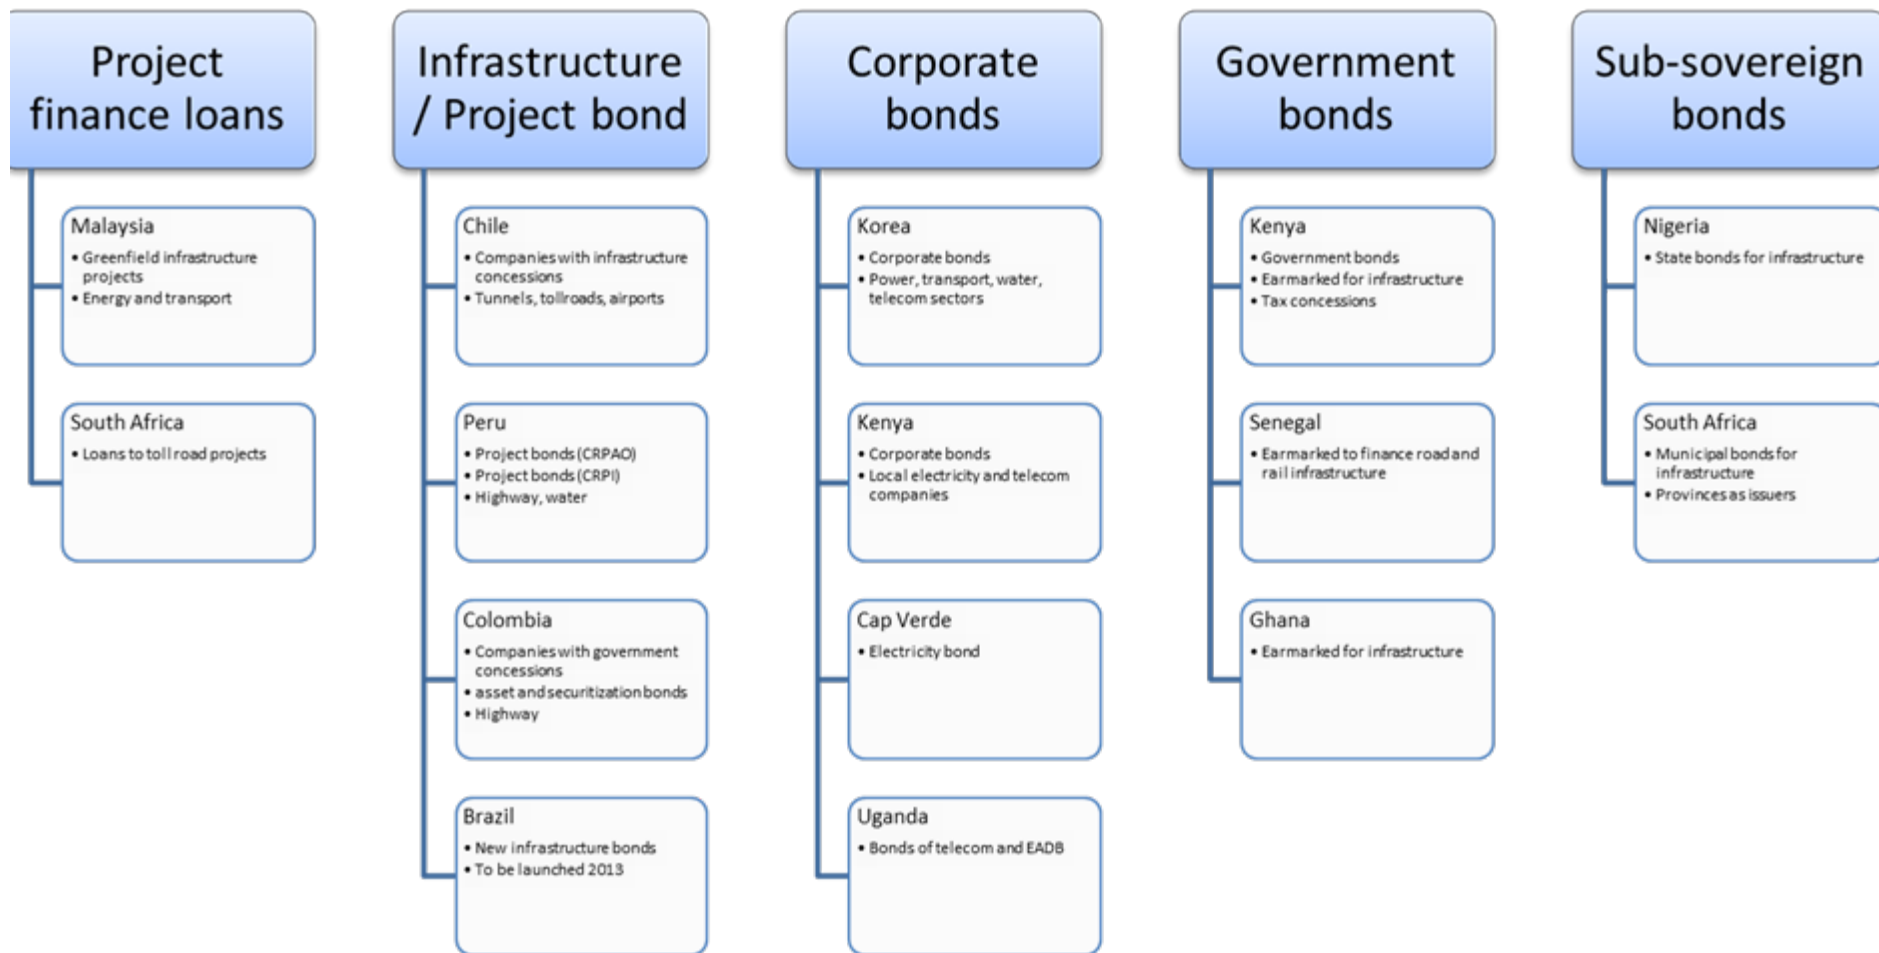 Project
finance loans
Malaysia
• Greenfield infrastructure
projects
• Energy and transport
South Africa
• Loans to toll road projects
Infrastructure
/ Project bond
Chile
• Companies with infrastructure
concessions
• Tunnels, tollroads, airports
Peru
• Project bonds (CRPAO)
• Project bonds (CRPI)
• Highway, water
Colombia
• Companies with government
concessions
• asset and securitization bonds
• Highway
Brazil
• New infrastructure bonds
• To be launched 2013
Corporate
bonds
Korea
• Corporate bonds
• Power, transport, water,
telecom sectors
Kenya
• Corporate bonds
• Local electricity and telecom
companies
Cap Verde
• Electricity bond
Uganda
• Bonds of telecom and EADB
Government
bonds
Kenya
• Government bonds
• Earmarked for infrastructure
• Tax concessions
Senegal
• Earmarked to finance road and
rail infrastructure
Ghana
• Earmarked for infrastructure
Sub-sovereign
bonds
Nigeria
• State bonds for infrastructure
South Africa
• Municipal bonds for
infrastructure
• Provinces as issuers